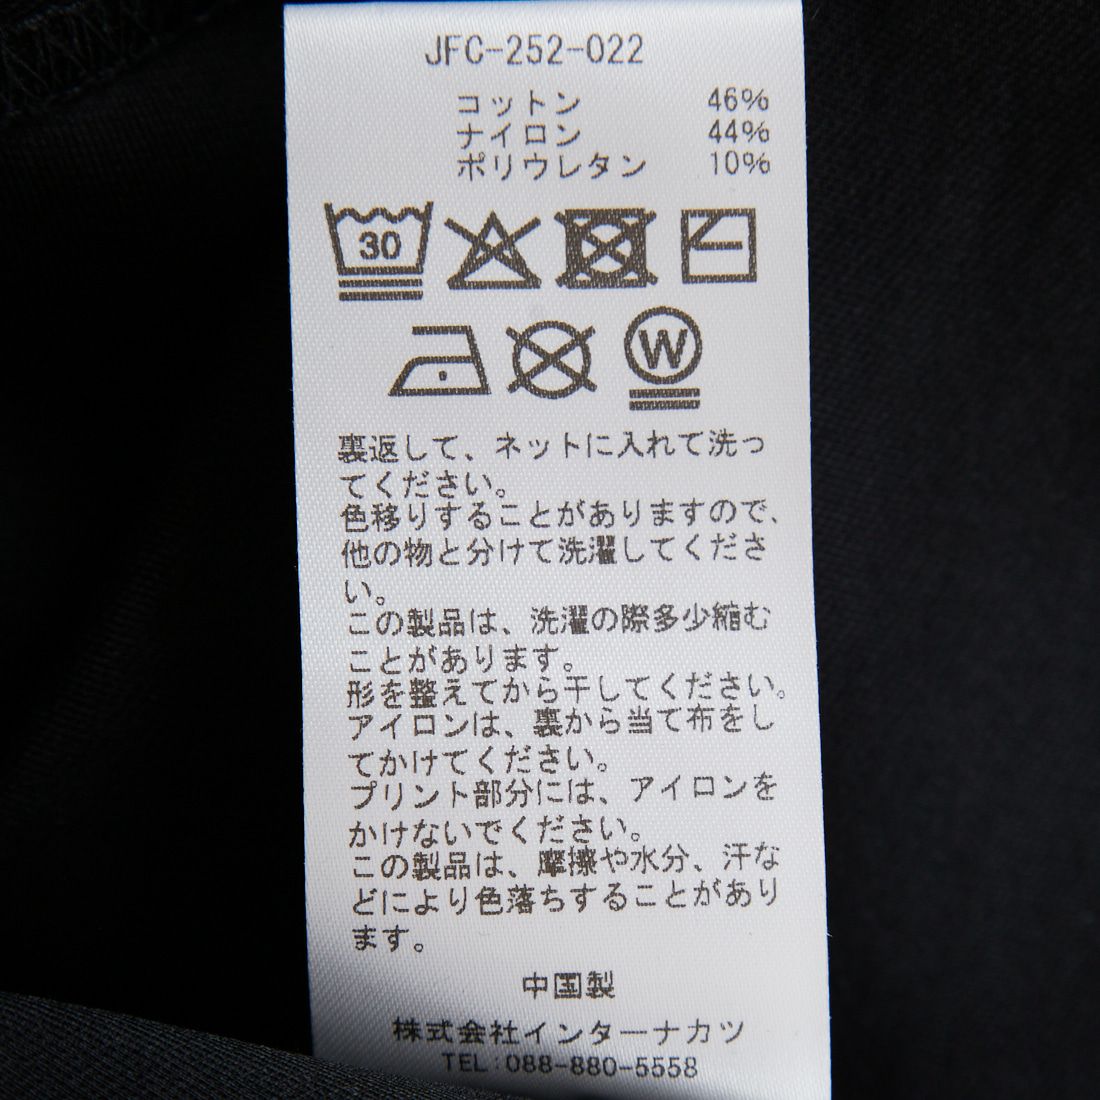 JFC-252-022
コットン 46%
ナイロン 44%
ポリウレタン 10%
30
W
裏返して、ネットに入れて洗っ
てください。
色移りすることがありますので、
他の物と分けて洗濯してくださ
い。
この製品は、洗濯の際多少縮む
ことがあります。
形を整えてから干してください。
アイロンは、裏から当て布をし
てかけてください。
プリント部分には、アイロンを
かけないでください。
この製品は、摩擦や水分、汗な
どにより色落ちすることがあり
ます。
中国製
株式会社インターナカツ
TEL:088-880-5558